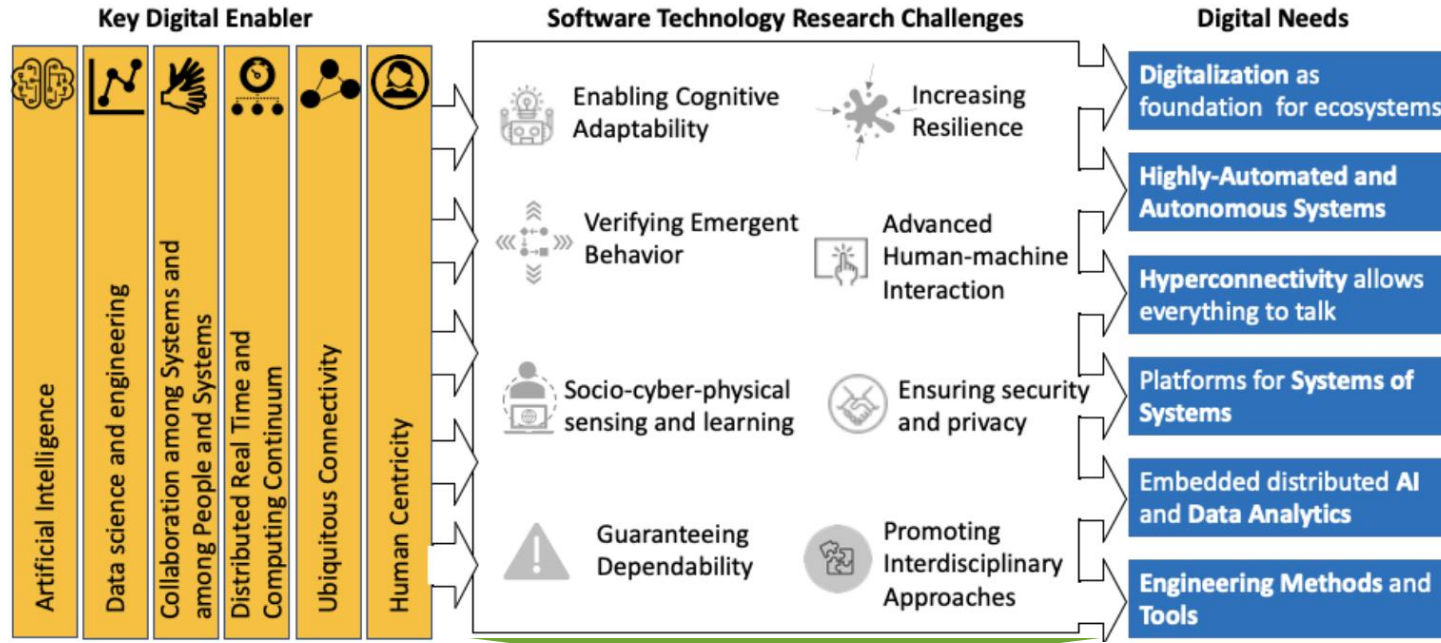 Key Digital Enabler
Software Technology Research Challenges
Digital Needs
Artificial Intelligence
Data science and engineering
Collaboration among Systems and
among People and Systems
Distributed Real Time and
Computing Continuum
Ubiquitous Connectivity
Human Centricity
Enabling Cognitive
Adaptability
Increasing
Resilience
Verifying Emergent
Behavior
Advanced
Human-machine
Interaction
Socio-cyber-physical
sensing and learning
Ensuring security
and privacy
Guaranteeing
Dependability
Promoting
Interdisciplinary
Approaches
Digitalization as
foundation for ecosystems
Highly-Automated and
Autonomous Systems
Hyperconnectivity allows
everything to talk
Platforms for Systems of
Systems
Embedded distributed AI
and Data Analytics
Engineering Methods and
Tools